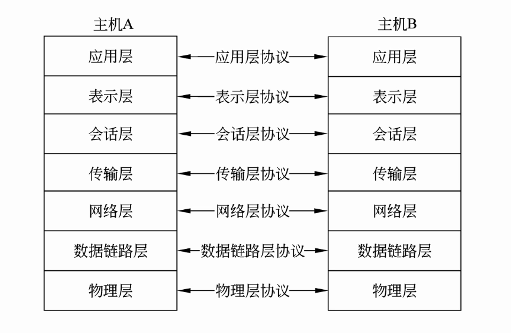 主机A 主机B
应用层 应用层协议 应用层
表示层 表示层协议 表示层
会话层 会话层协议 会话层
传输层 传输层协议 传输层
网络层 网络层协议 网络层
数据链路层 数据链路层协议 数据链路层
物理层 物理层协议 物理层